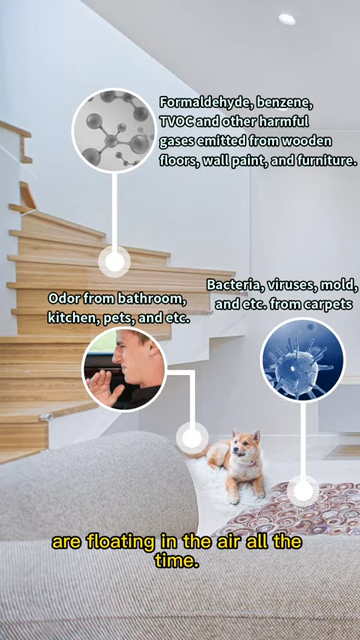 Formaldehyde, benzene,
TVOC and other harmful
gases emitted from wooden
floors, wall paint, and furniture.
Bacteria, viruses, mold,
and etc. from carpets
Odor from bathroom,
kitchen, pets, and etc.
are floating in the air all the
time.